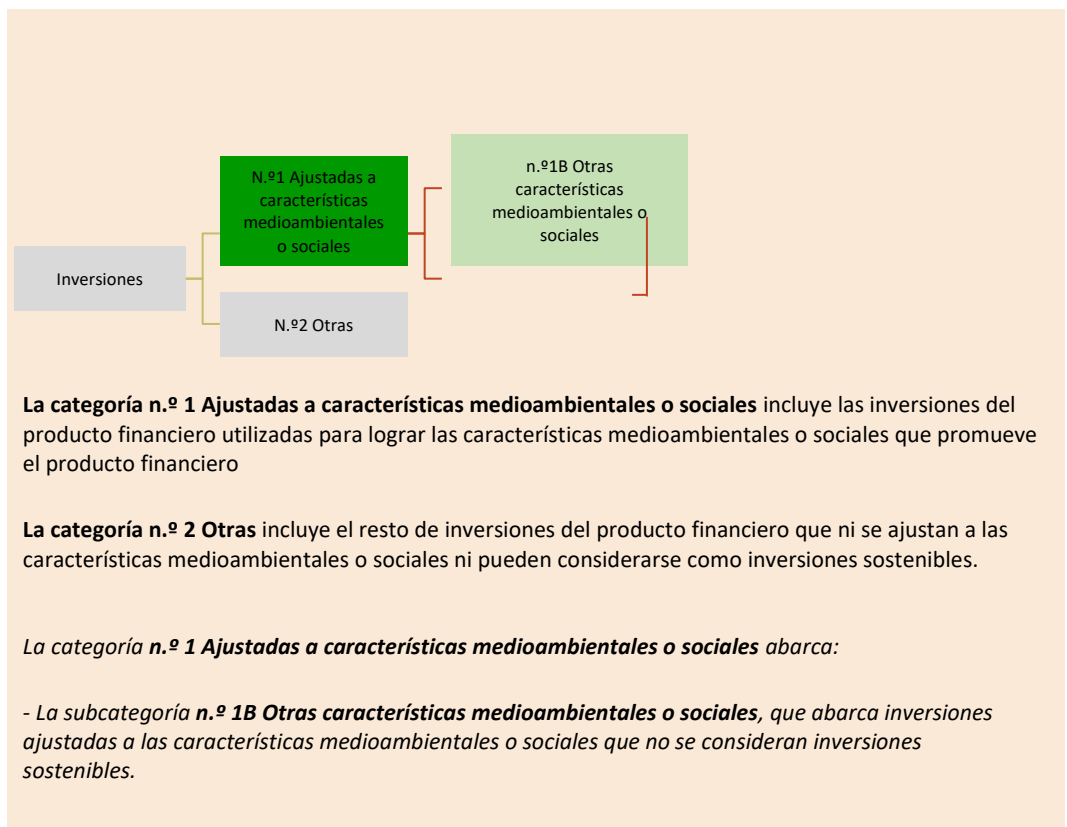 N.º1 Ajustadas a
características
medioambientales
o sociales
n.º1B Otras
características
medioambientales o
sociales
Inversiones
N.º2 Otras
La categoría n.º 1 Ajustadas a características medioambientales o sociales incluye las inversiones del
producto financiero utilizadas para lograr las características medioambientales o sociales que promueve
el producto financiero
La categoría n.º 2 Otras incluye el resto de inversiones del producto financiero que ni se ajustan a las
características medioambientales o sociales ni pueden considerarse como inversiones sostenibles.
La categoría n.º 1 Ajustadas a características medioambientales o sociales abarca:
- La subcategoría n.º 1B Otras características medioambientales o sociales, que abarca inversiones
ajustadas a las características medioambientales o sociales que no se consideran inversiones
sostenibles.